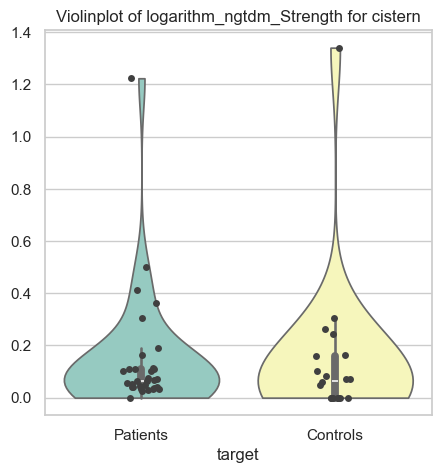 Violinplot of logarithm_ngtdm_Strength for cistern
1.4
1.2
1.0
0.8
0.6
0.4
0.2
0.0
Patients Controls
target